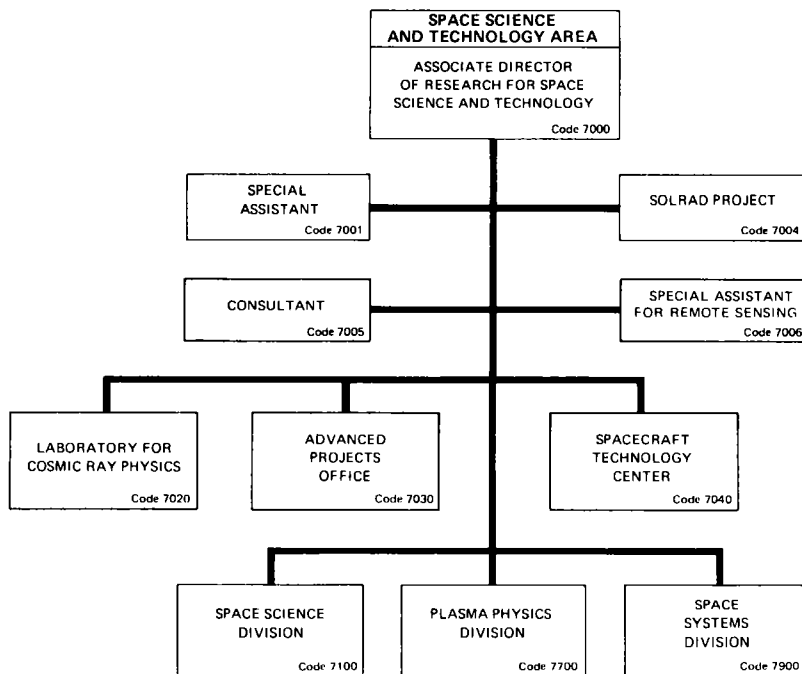 SPACE SCIENCE
AND TECHNOLOGY AREA
ASSOCIATE DIRECTOR
OF RESEARCH FOR SPACE
SCIENCE AND TECHNOLOGY
Code 7000
SPECIAL
ASSISTANT
Code 7001
SOLRAD PROJECT
Code 7004
CONSULTANT
Code 7005
SPECIAL ASSISTANT
FOR REMOTE SENSING
Code 7006
LABORATORY FOR
COSMIC RAY PHYSICS
Code 7020
ADVANCED
PROJECTS
OFFICE
Code 7030
SPACECRAFT
TECHNOLOGY
CENTER
Code 7040
SPACE SCIENCE
DIVISION
Code 7100
PLASMA PHYSICS
DIVISION
Code 7700
SPACE
SYSTEMS
DIVISION
Code 7900